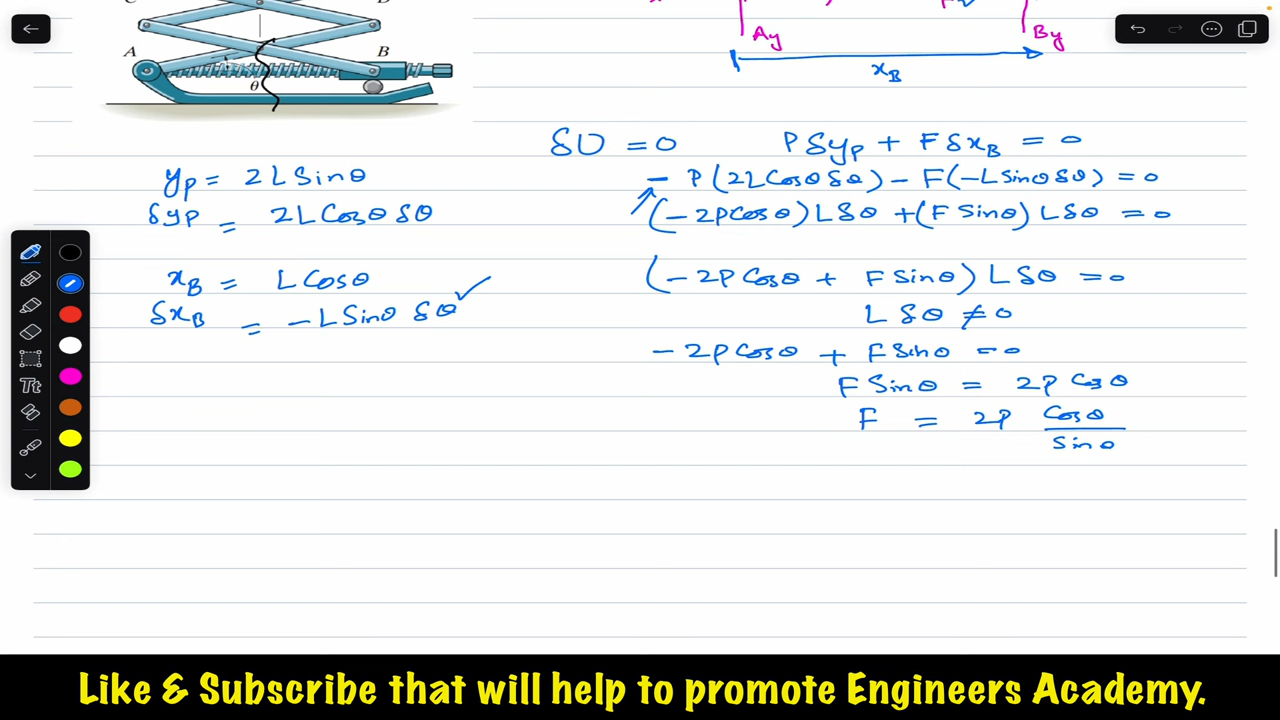 A
B
θ
Ay
By
xB
δU = 0
P δyp + F δxB = 0
yp = 2L Sinθ
- P (2L Cosθ δθ) - F (-L Sinθ δθ) = 0
δyp = 2L Cosθ δθ
(-2P Cosθ) L δθ + (F Sinθ) L δθ = 0
xB = L Cosθ
(-2P Cosθ + F Sinθ) L δθ = 0
δxB = -L Sinθ δθ ✓
L δθ ≠ 0
-2P Cosθ + F Sinθ = 0
F Sinθ = 2P Cosθ
F = 2P Cosθ / Sinθ
Tt
Like & Subscribe that will help to promote Engineers Academy.